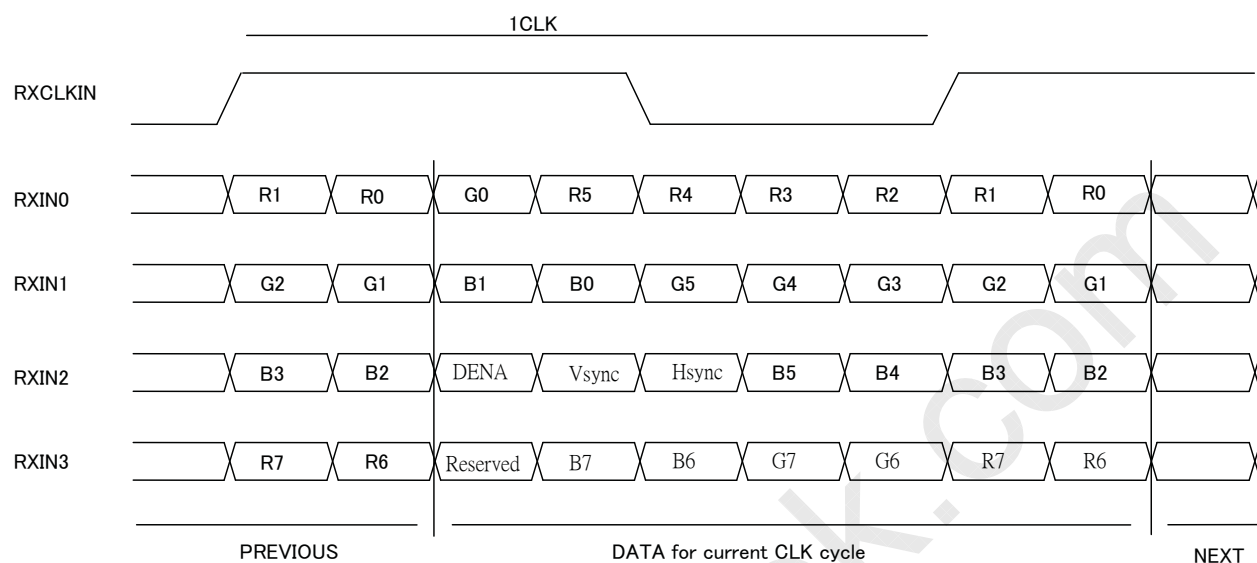 1CLK
RXCLKIN
RXIN0 R1 R0 G0 R5 R4 R3 R2 R1 R0
RXIN1 G2 G1 B1 B0 G5 G4 G3 G2 G1
RXIN2 B3 B2 DENA Vsync Hsync B5 B4 B3 B2
RXIN3 R7 R6 Reserved B7 B6 G7 G6 R7 R6
PREVIOUS DATA for current CLK cycle NEXT
k.com